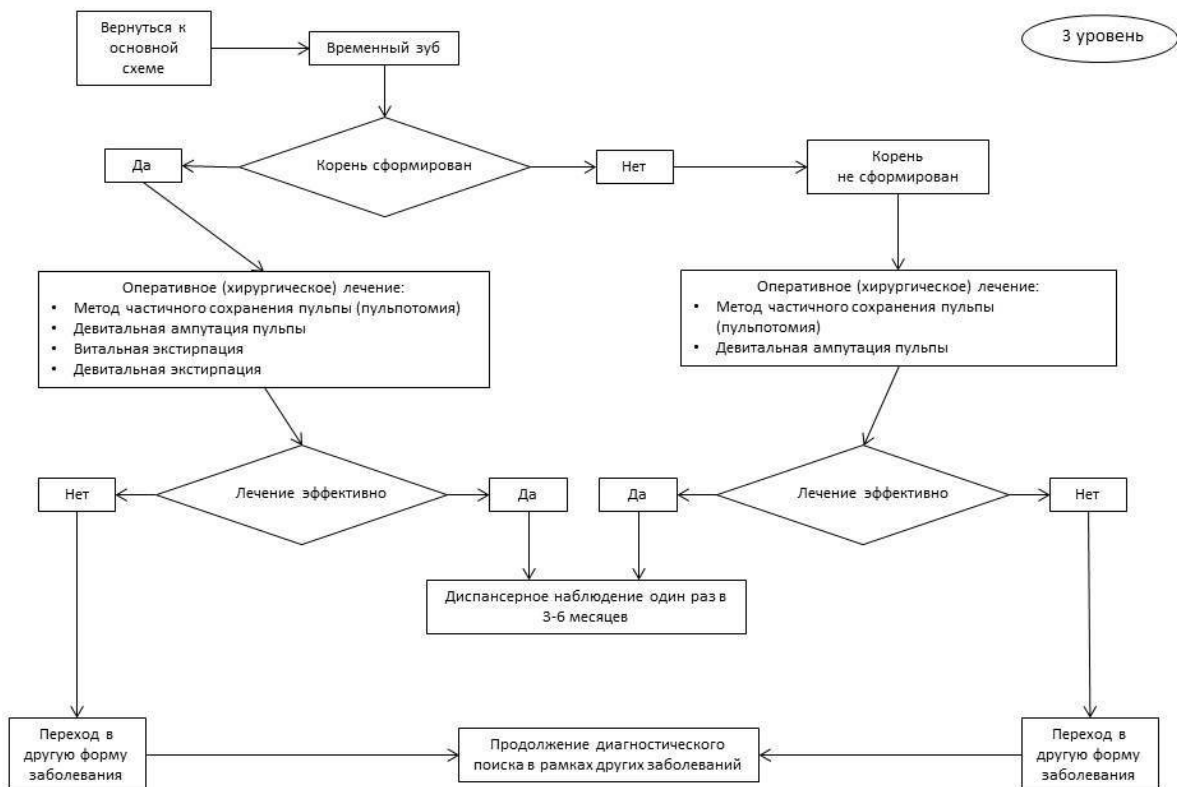 Вернуться к
основной
схеме
Временный зуб
3 уровень
Корень сформирован
Да
Нет
Корень
не сформирован
Оперативное (хирургическое) лечение:
• Метод частичного сохранения пульпы (пульпотомия)
• Девитальная ампутация пульпы
• Витальная экстирпация
• Девитальная экстирпация
Оперативное (хирургическое) лечение:
• Метод частичного сохранения пульпы
(пульпотомия)
• Девитальная ампутация пульпы
Нет
Лечение эффективно
Да
Да
Лечение эффективно
Нет
Диспансерное наблюдение один раз в
3-6 месяцев
Переход в
другую форму
заболевания
Продолжение диагностического
поиска в рамках других заболеваний
Переход в
другую форму
заболевания